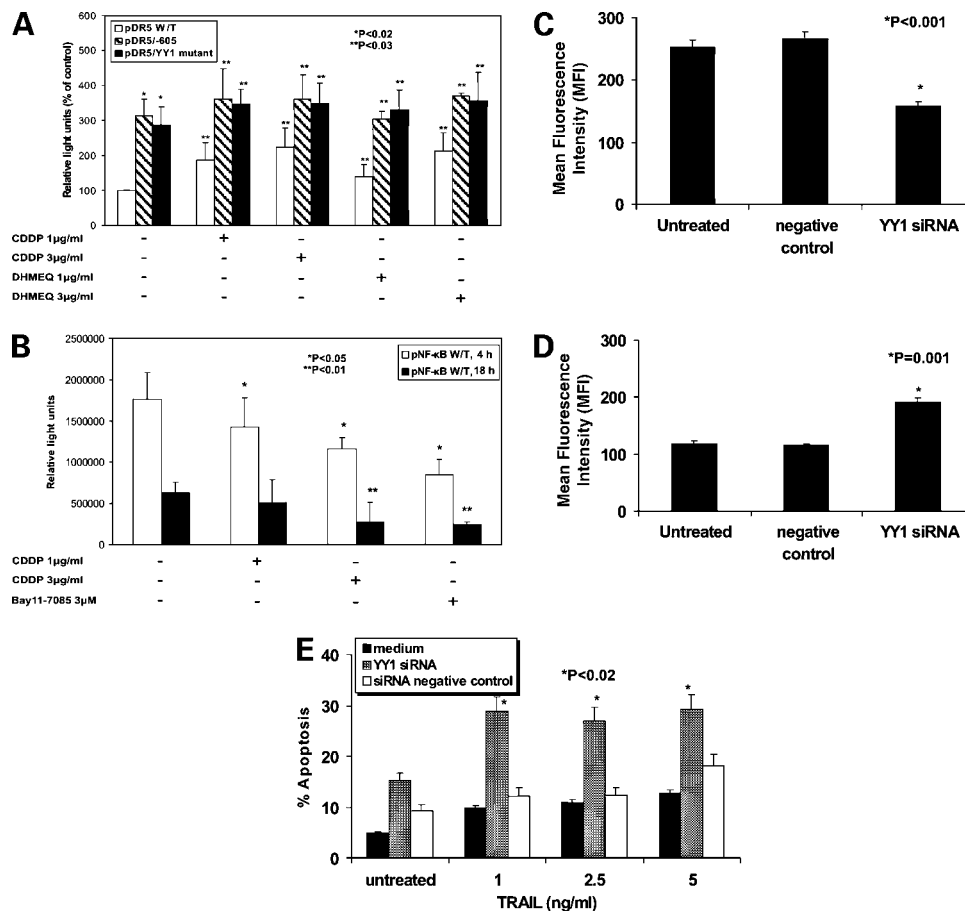 A
pDR5 W/T
pDR5/-605
pDR5/YY1 mutant
*P<0.02
**P<0.03
Relative light units (% of control)
600
500
400
300
200
100
0
* *
** ** **
** ** **
** ** **
** ** **
CDDP 1μg/ml - + - - -
CDDP 3μg/ml - - + - -
DHMEQ 1μg/ml - - - + -
DHMEQ 3μg/ml - - - - +
B
pNF-κB W/T, 4 h
pNF-κB W/T, 18 h
*P<0.05
**P<0.01
Relative light units
2500000
2000000
1500000
1000000
500000
0
*
* **
* **
CDDP 1μg/ml - + - -
CDDP 3μg/ml - - + -
Bay11-7085 3μM - - - +
C
*P<0.001
Mean Fluorescence
Intensity (MFI)
300
200
100
0
*
Untreated negative control YY1 siRNA
D
*P=0.001
Mean Fluorescence
Intensity (MFI)
300
200
100
0
*
Untreated negative control YY1 siRNA
E
medium
YY1 siRNA
siRNA negative control
*P<0.02
% Apoptosis
40
30
20
10
0
* * *
untreated 1 2.5 5
TRAIL (ng/ml)